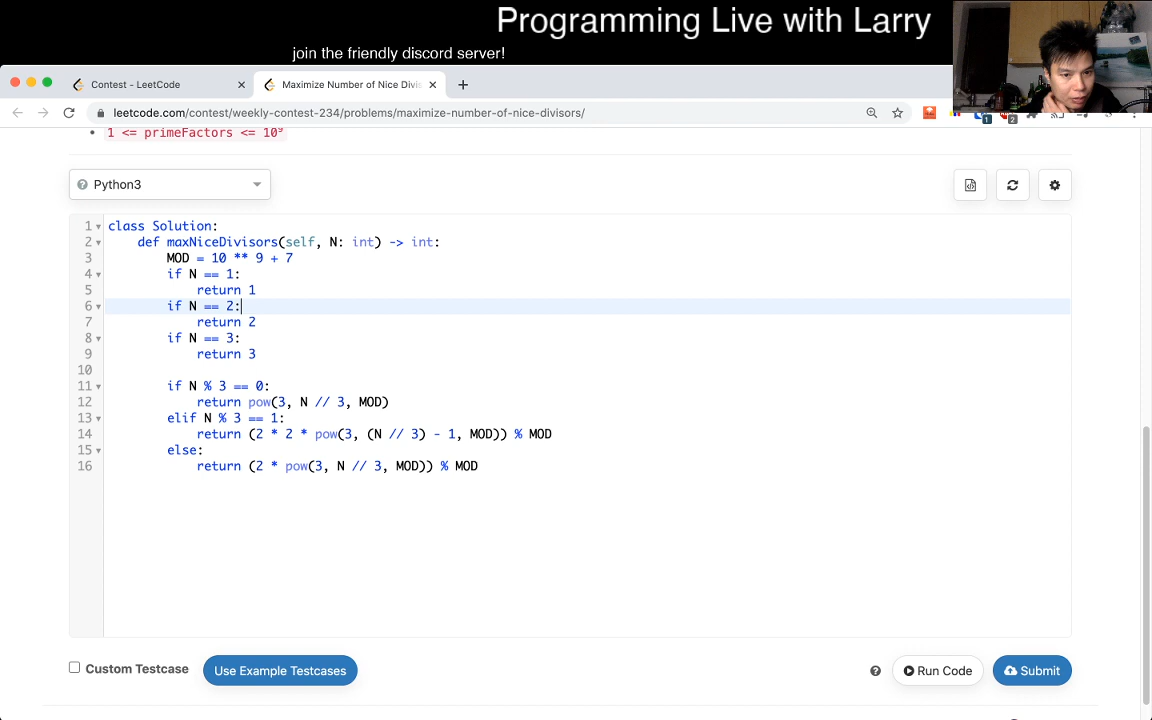 Programming Live with Larry
join the friendly discord server!
Contest - LeetCode
Maximize Number of Nice Divis
leetcode.com/contest/weekly-contest-234/problems/maximize-number-of-nice-divisors/
1 <= primeFactors <= 10⁹
Python3
1 class Solution:
2 def maxNiceDivisors(self, N: int) -> int:
3 MOD = 10 ** 9 + 7
4 if N == 1:
5 return 1
6 if N == 2:
7 return 2
8 if N == 3:
9 return 3
10
11 if N % 3 == 0:
12 return pow(3, N // 3, MOD)
13 elif N % 3 == 1:
14 return (2 * 2 * pow(3, (N // 3) - 1, MOD)) % MOD
15 else:
16 return (2 * pow(3, N // 3, MOD)) % MOD
Custom Testcase
Use Example Testcases
Run Code
Submit